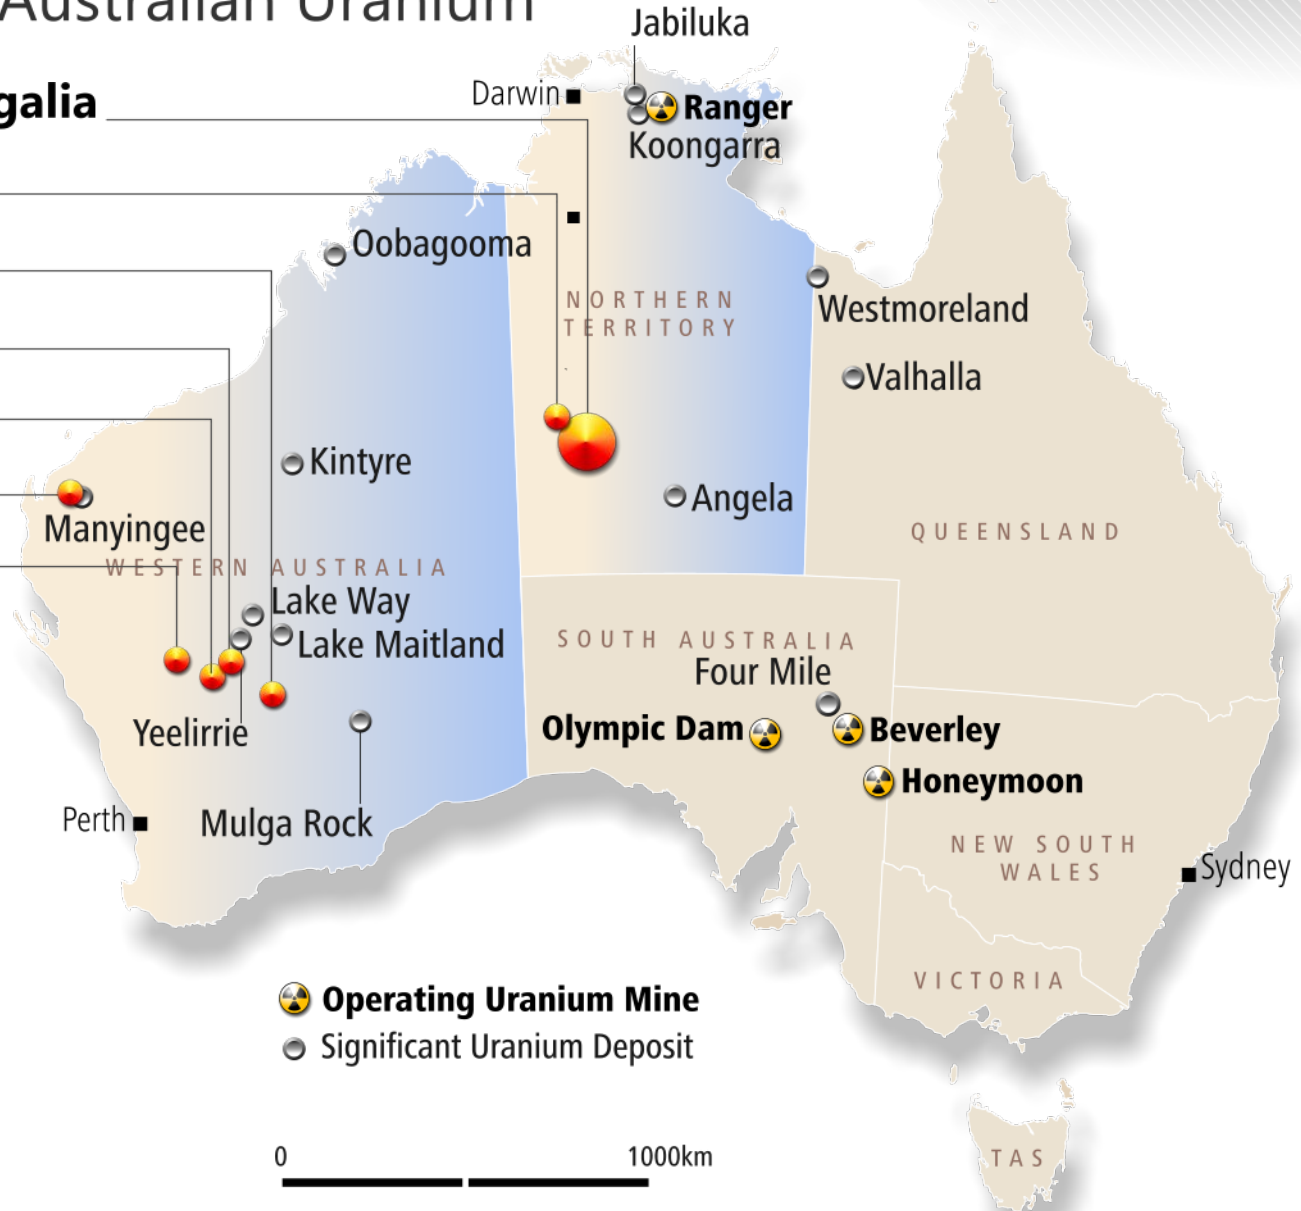 Australian Uranium
Jabiluka
galia
Darwin
Ranger
Koongarra
Oobagooma
NORTHERN
TERRITORY
Westmoreland
Valhalla
Kintyre
Angela
Manyingee
QUEENSLAND
WESTERN AUSTRALIA
Lake Way
Lake Maitland
SOUTH AUSTRALIA
Four Mile
Yeelirrie
Olympic Dam
Beverley
Honeymoon
Perth
Mulga Rock
NEW SOUTH
WALES
Sydney
VICTORIA
Operating Uranium Mine
Significant Uranium Deposit
0 1000km
TAS